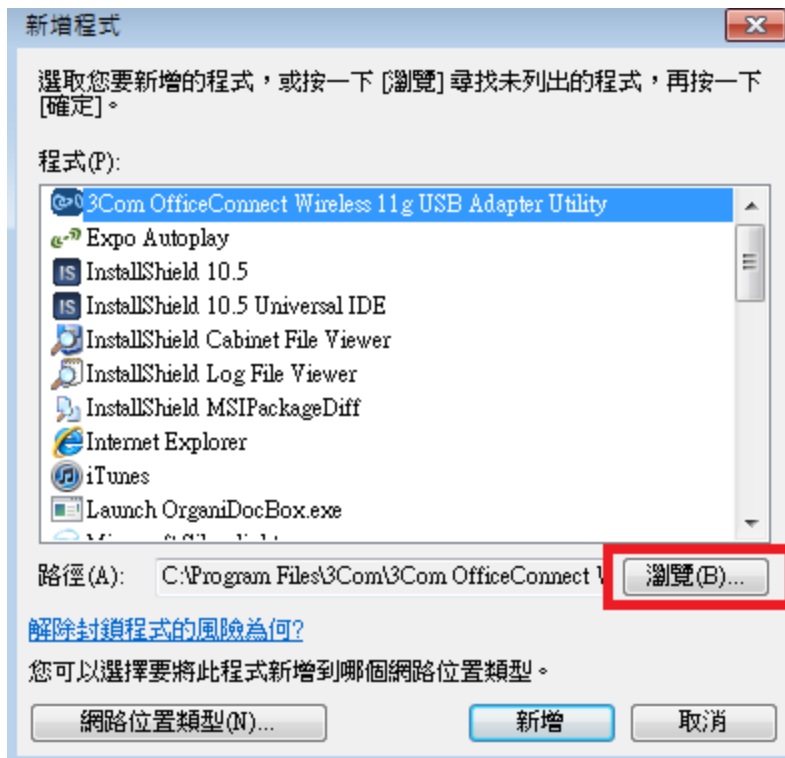 新增程式
選取您要新增的程式，或按一下 [瀏覽] 尋找未列出的程式，再按一下
[確定]。
程式(P):
3Com OfficeConnect Wireless 11g USB Adapter Utility
Expo Autoplay
IS InstallShield 10.5
IS InstallShield 10.5 Universal IDE
InstallShield Cabinet File Viewer
InstallShield Log File Viewer
InstallShield MSIPackageDiff
Internet Explorer
iTunes
Launch OrganiDocBox.exe
路徑(A): C:\Program Files\3Com\3Com OfficeConnect 瀏覽(B)...
解除封鎖程式的風險為何?
您可以選擇要將此程式新增到哪個網路位置類型。
網路位置類型(N)... 新增 取消